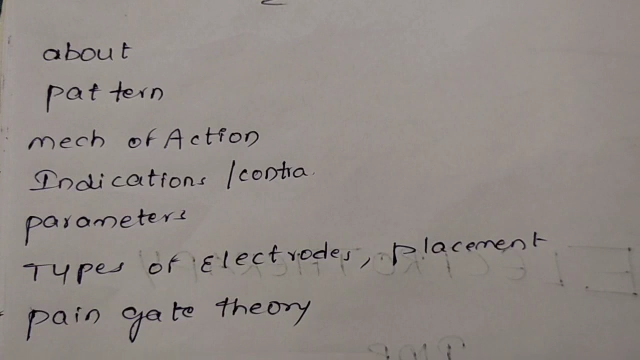 about
pattern
mech of Action
Indications / contra.
parameters
Types of Electrodes, placement
pain gate theory